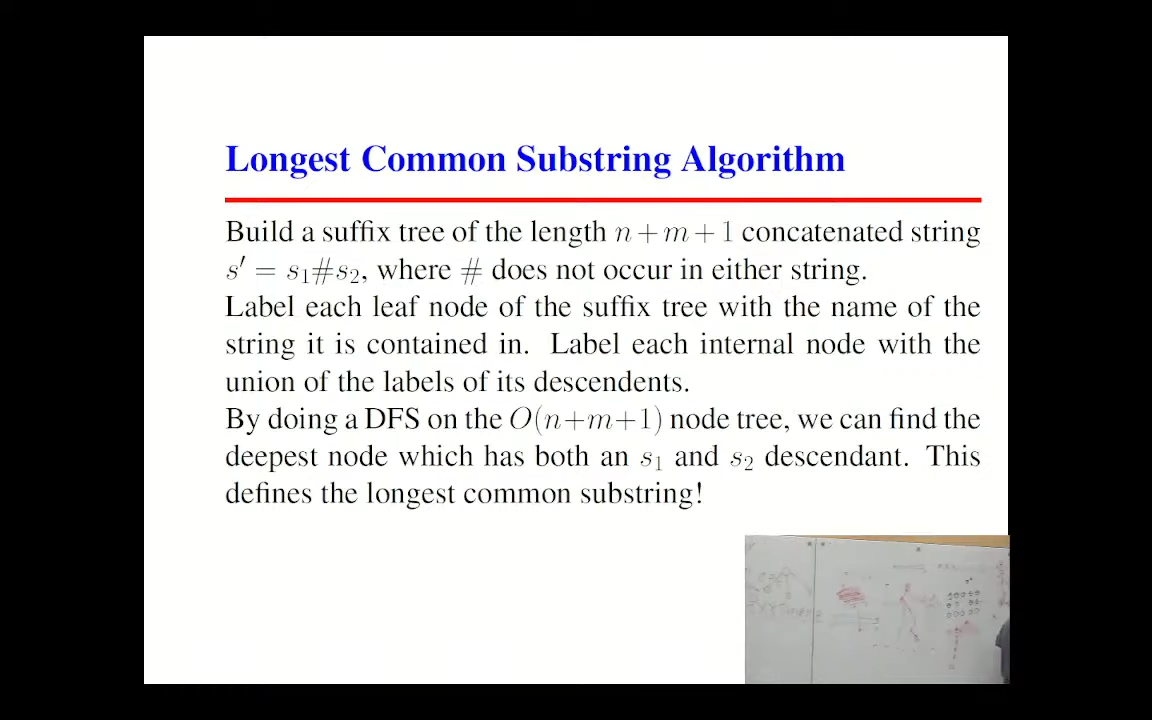 Longest Common Substring Algorithm
Build a suffix tree of the length n + m + 1 concatenated string
s′ = s₁#s₂, where # does not occur in either string.
Label each leaf node of the suffix tree with the name of the
string it is contained in. Label each internal node with the
union of the labels of its descendents.
By doing a DFS on the O(n+m+1) node tree, we can find the
deepest node which has both an s₁ and s₂ descendant. This
defines the longest common substring!